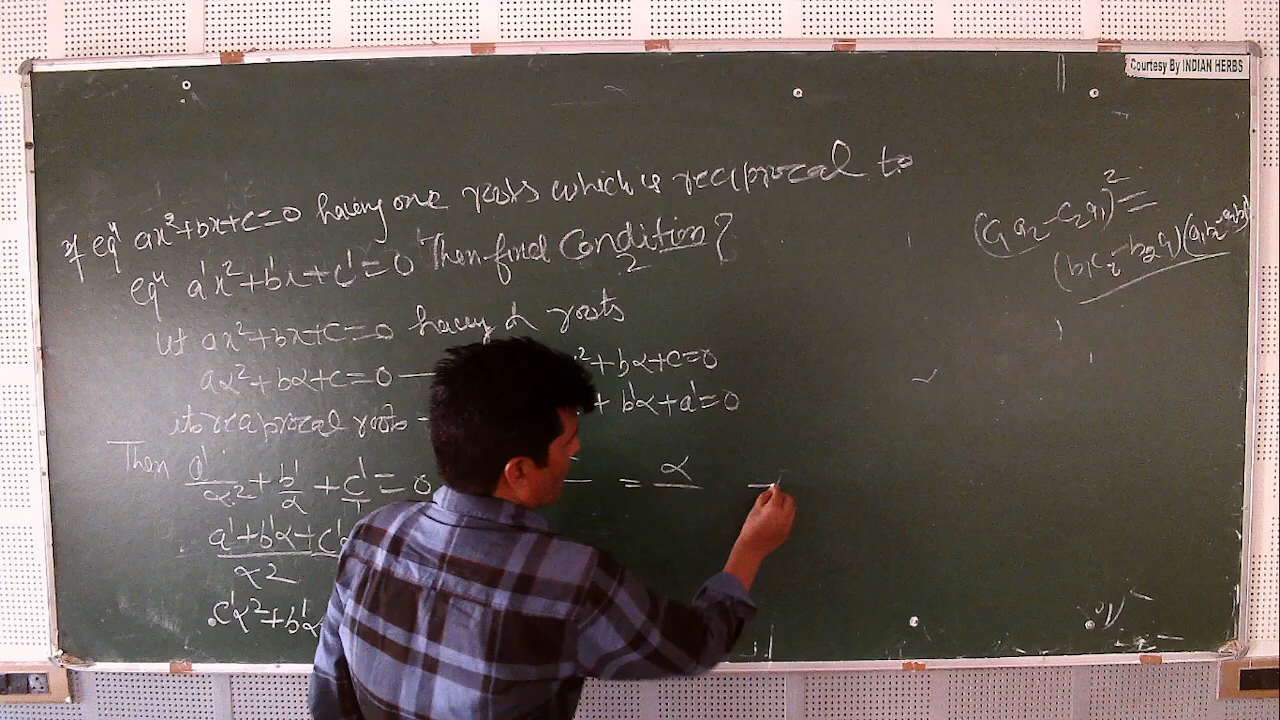 Courtesy By INDIAN HERBS
If eqⁿ ax²+bx+c=0 having one roots which is reciprocal to
eqⁿ a'x²+b'x+c'=0 Then find Condition?
2
let ax²+bx+c=0 having α roots
aα²+bα+c=0
²+bα+c=0
its reciprocal roots
+ b'α+a'=0
Then a'/α² + b'/α + c'/1 = 0
= α/
a'+b'α+c'α
α2
c'α²+b'α
(c₁a₂-c₂a₁)²=
(b₁c₂-b₂c₁)(a₁b₂-a₂b₁)